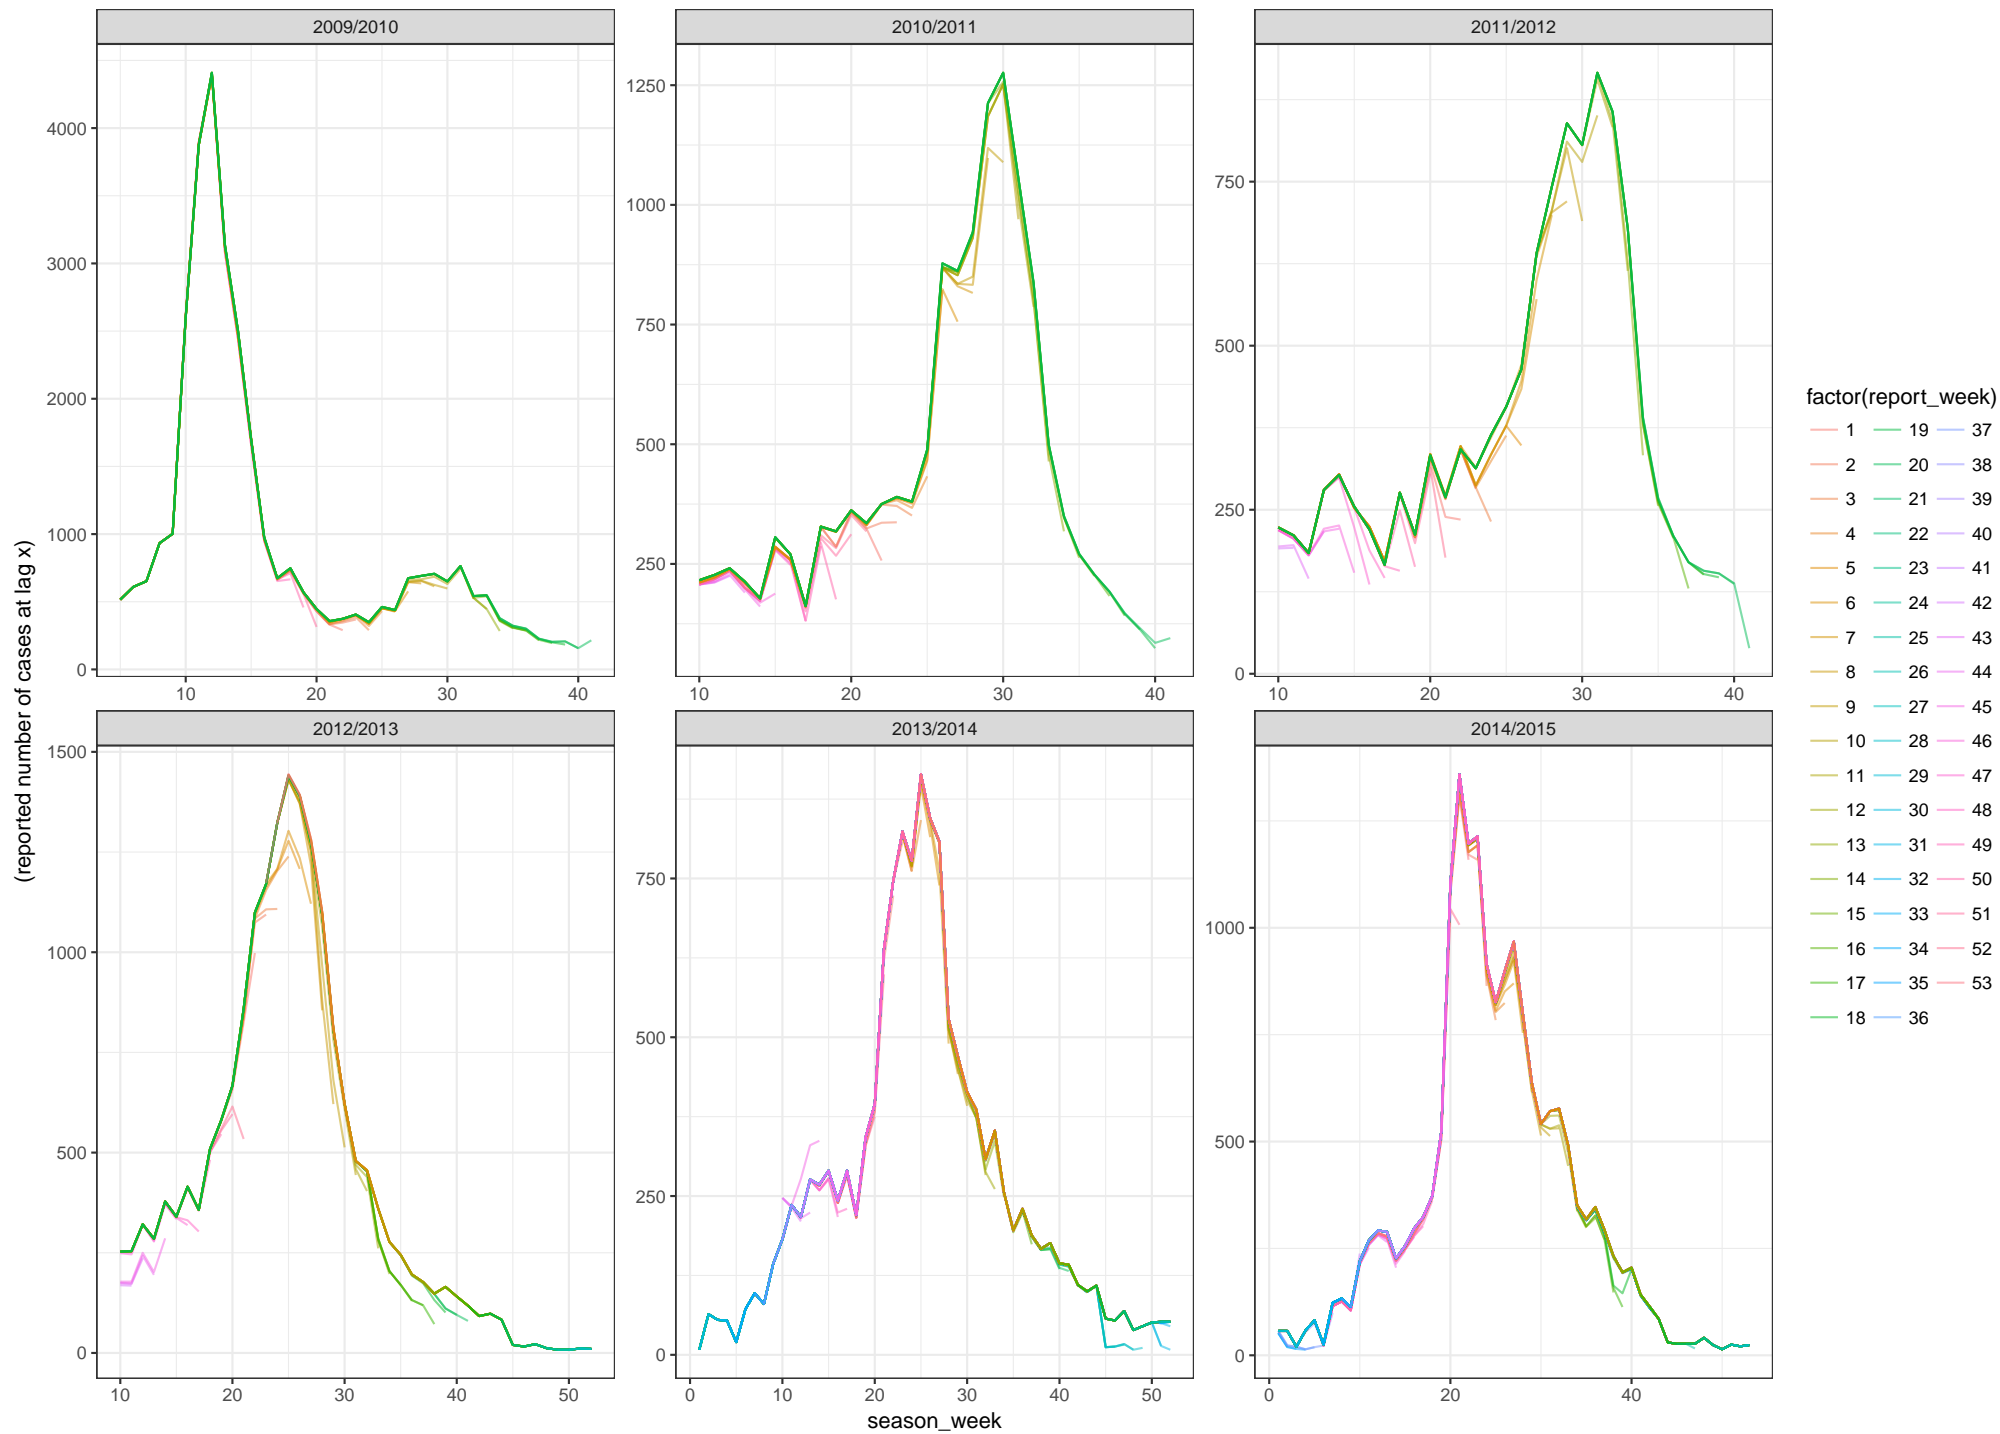 2009/2010 2010/2011 2011/2012
4000
3000
2000
1000
0
10 20 30 40
1250
1000
750
500
250
10 20 30 40
750
500
250
0
10 20 30 40
(reported number of cases at lag x)
2012/2013 2013/2014 2014/2015
1500
1000
500
0
10 20 30 40 50
750
500
250
0
0 10 20 30 40 50
1000
500
0
0 20 40
season_week
factor(report_week)
1 19 37
2 20 38
3 21 39
4 22 40
5 23 41
6 24 42
7 25 43
8 26 44
9 27 45
10 28 46
11 29 47
12 30 48
13 31 49
14 32 50
15 33 51
16 34 52
17 35 53
18 36